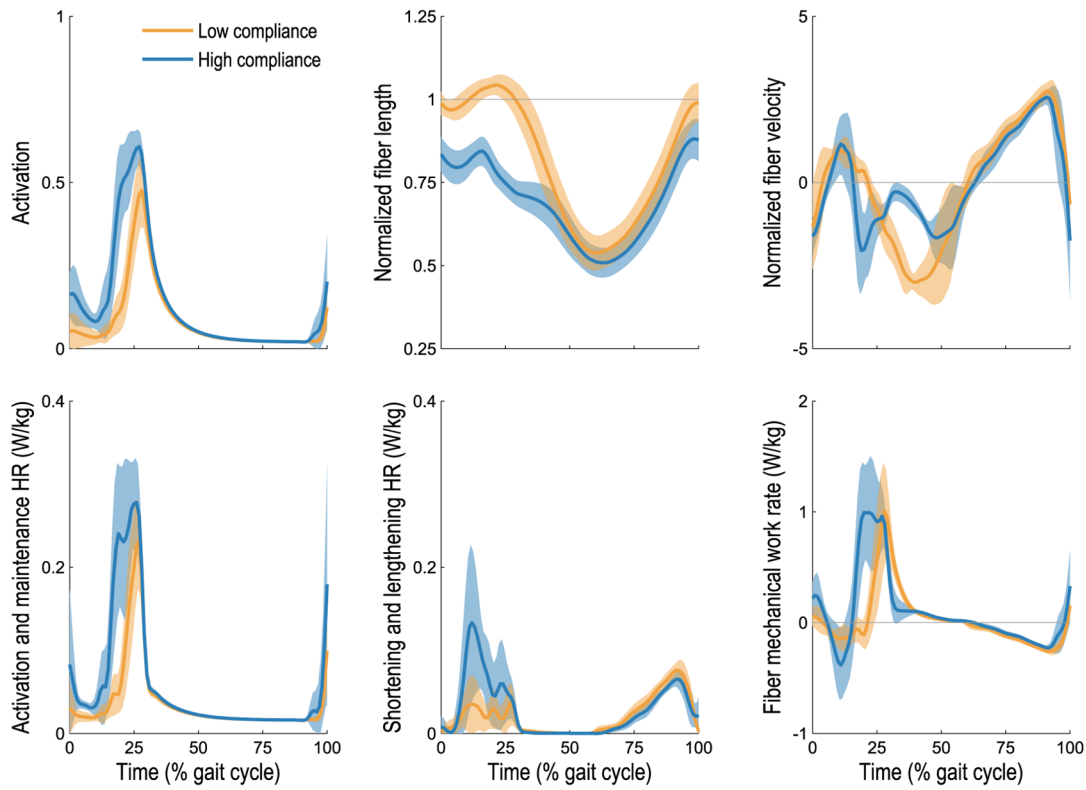 Low compliance
High compliance
Activation
1
0.5
0
Normalized fiber length
1.25
1
0.75
0.5
0.25
Normalized fiber velocity
5
0
-5
Activation and maintenance HR (W/kg)
0.4
0.2
0
0 25 50 75 100
Time (% gait cycle)
Shortening and lengthening HR (W/kg)
0.4
0.2
0
0 25 50 75 100
Time (% gait cycle)
Fiber mechanical work rate (W/kg)
2
1
0
-1
0 25 50 75 100
Time (% gait cycle)